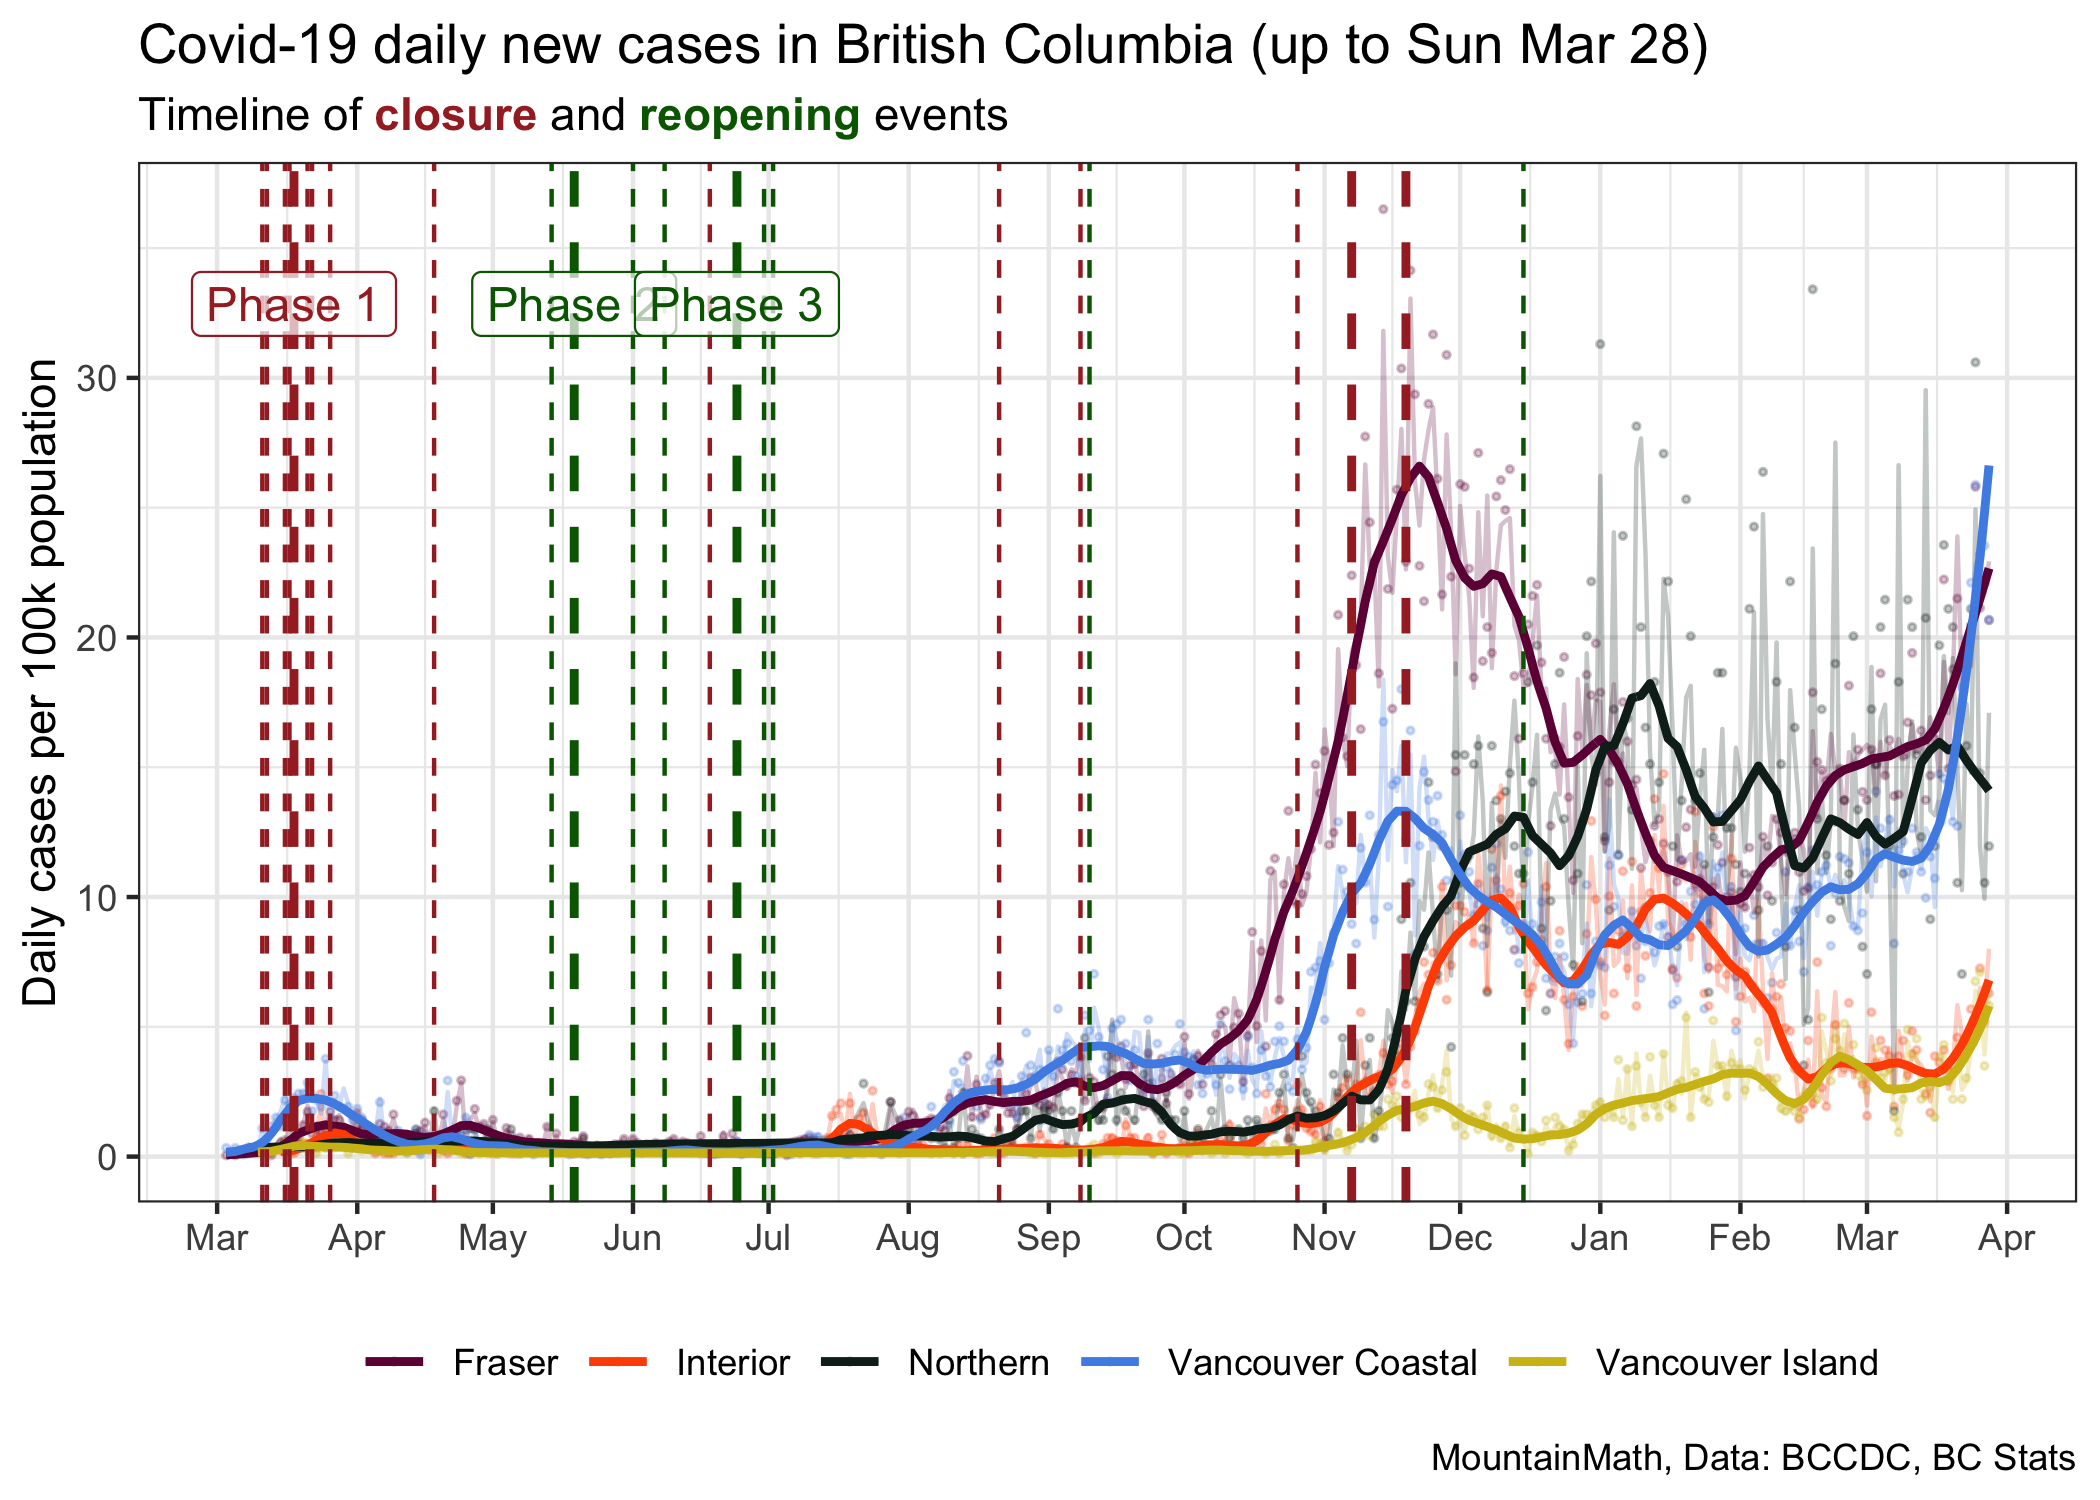 Covid-19 daily new cases in British Columbia (up to Sun Mar 28)
Timeline of closure and reopening events
Daily cases per 100k population
30
20
10
0
Phase 1
Phase 2
Phase 3
Mar Apr May Jun Jul Aug Sep Oct Nov Dec Jan Feb Mar Apr
Fraser Interior Northern Vancouver Coastal Vancouver Island
MountainMath, Data: BCCDC, BC Stats